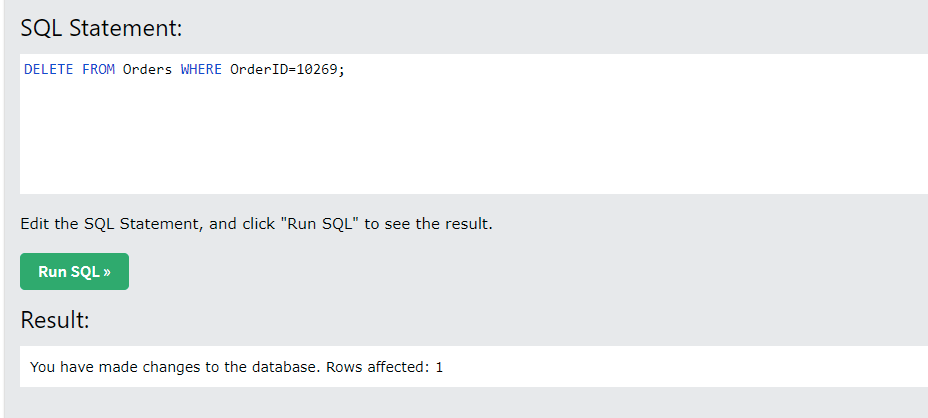 SQL Statement:
DELETE FROM Orders WHERE OrderID=10269;
Edit the SQL Statement, and click "Run SQL" to see the result.
Run SQL »
Result:
You have made changes to the database. Rows affected: 1